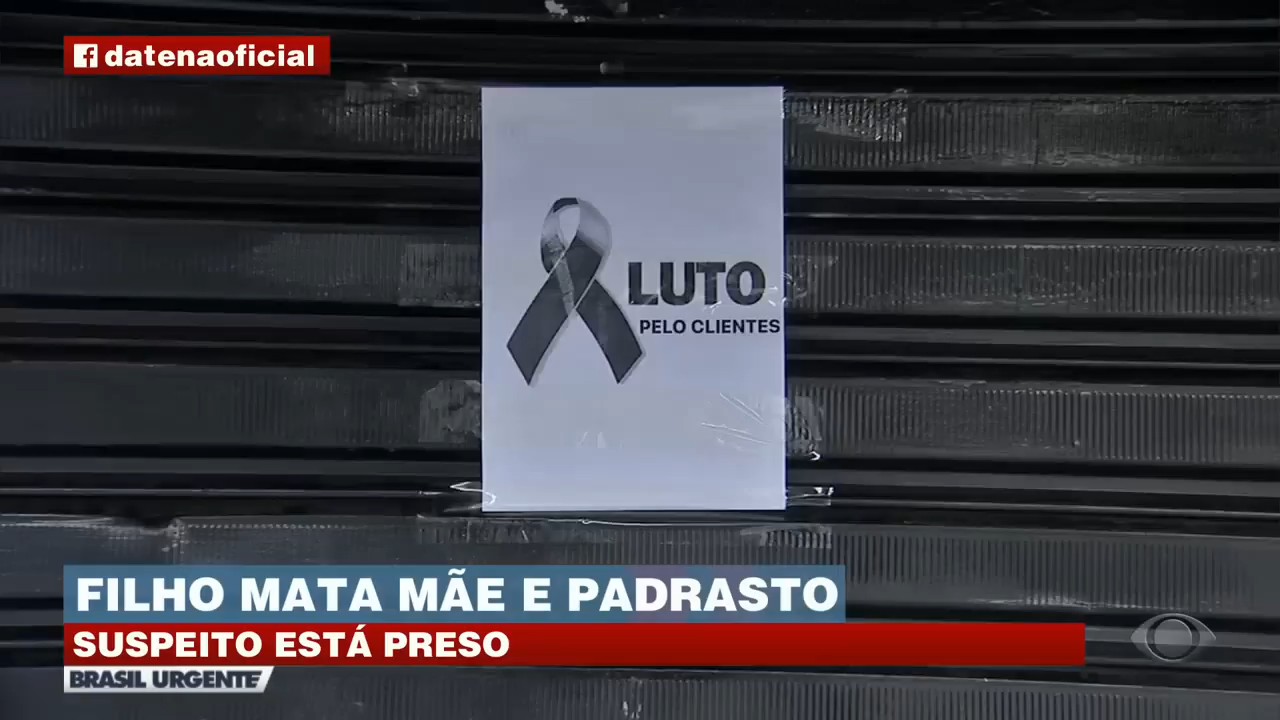 datenaoficial
LUTO
PELO CLIENTES
FILHO MATA MÃE E PADRASTO
SUSPEITO ESTÁ PRESO
BRASIL URGENTE